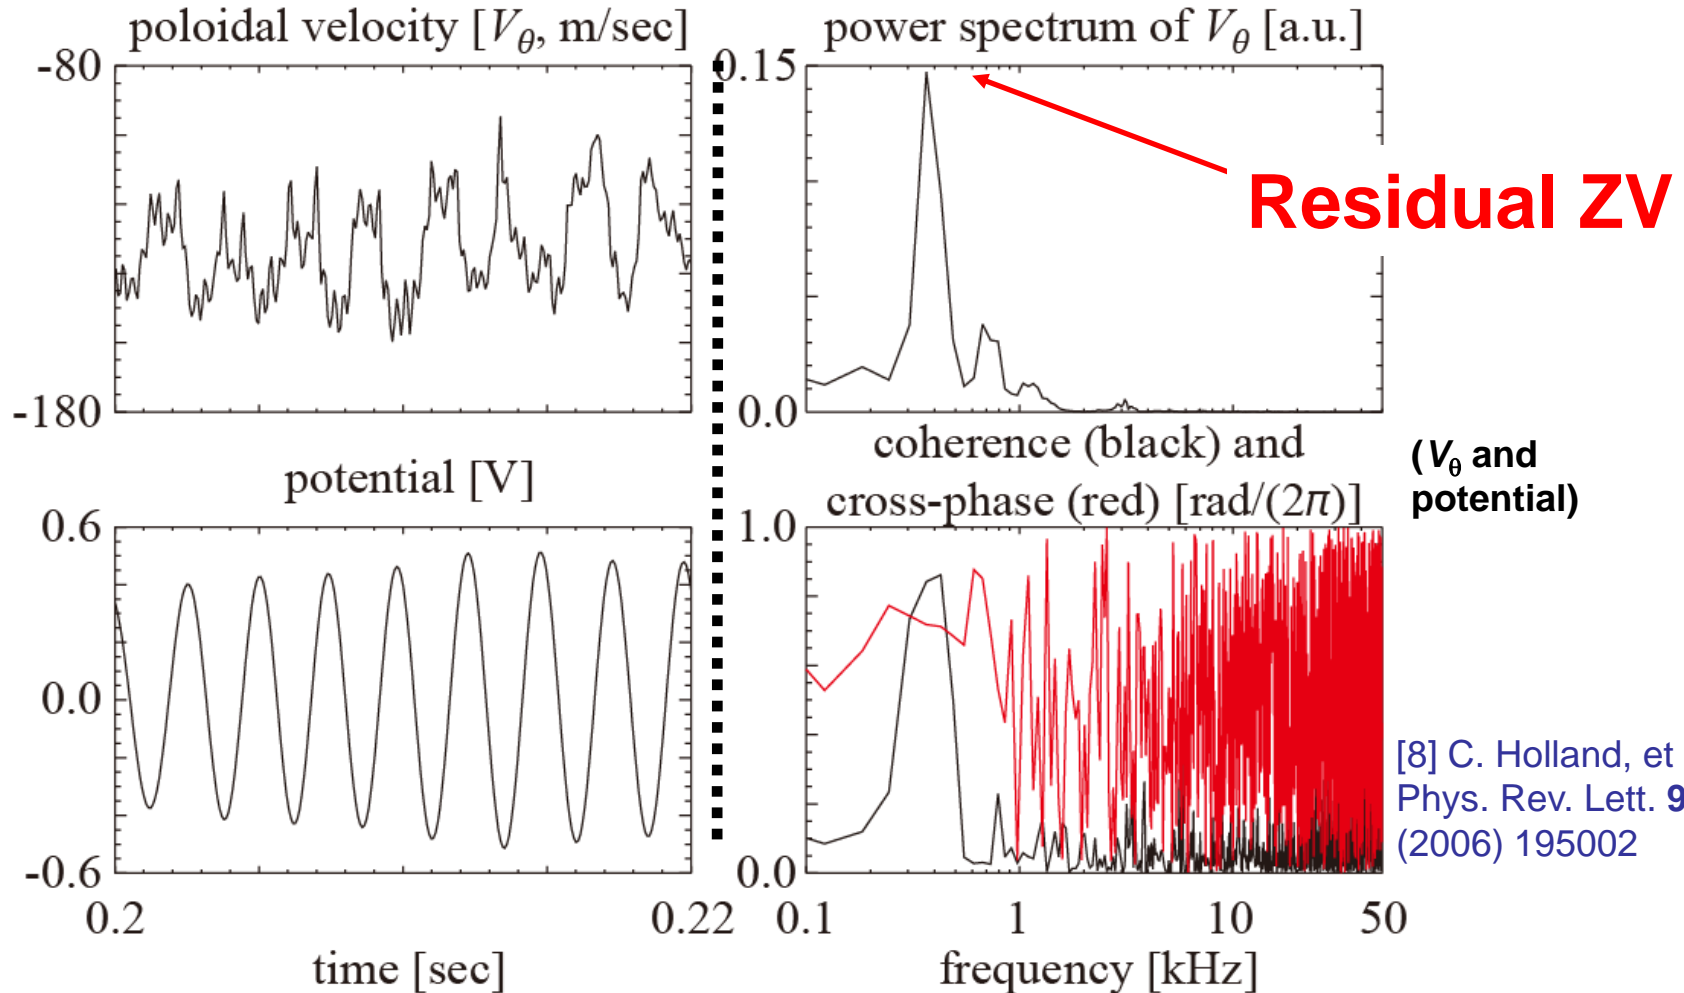 poloidal velocity [Vθ, m/sec]
-80
-180
potential [V]
0.6
0.0
-0.6
0.2
0.22
time [sec]
power spectrum of Vθ [a.u.]
0.15
0.0
Residual ZV
coherence (black) and
cross-phase (red) [rad/(2π)]
(Vθ and
potential)
1.0
0.0
0.1
1
10
50
frequency [kHz]
[8] C. Holland, et
Phys. Rev. Lett. 9
(2006) 195002